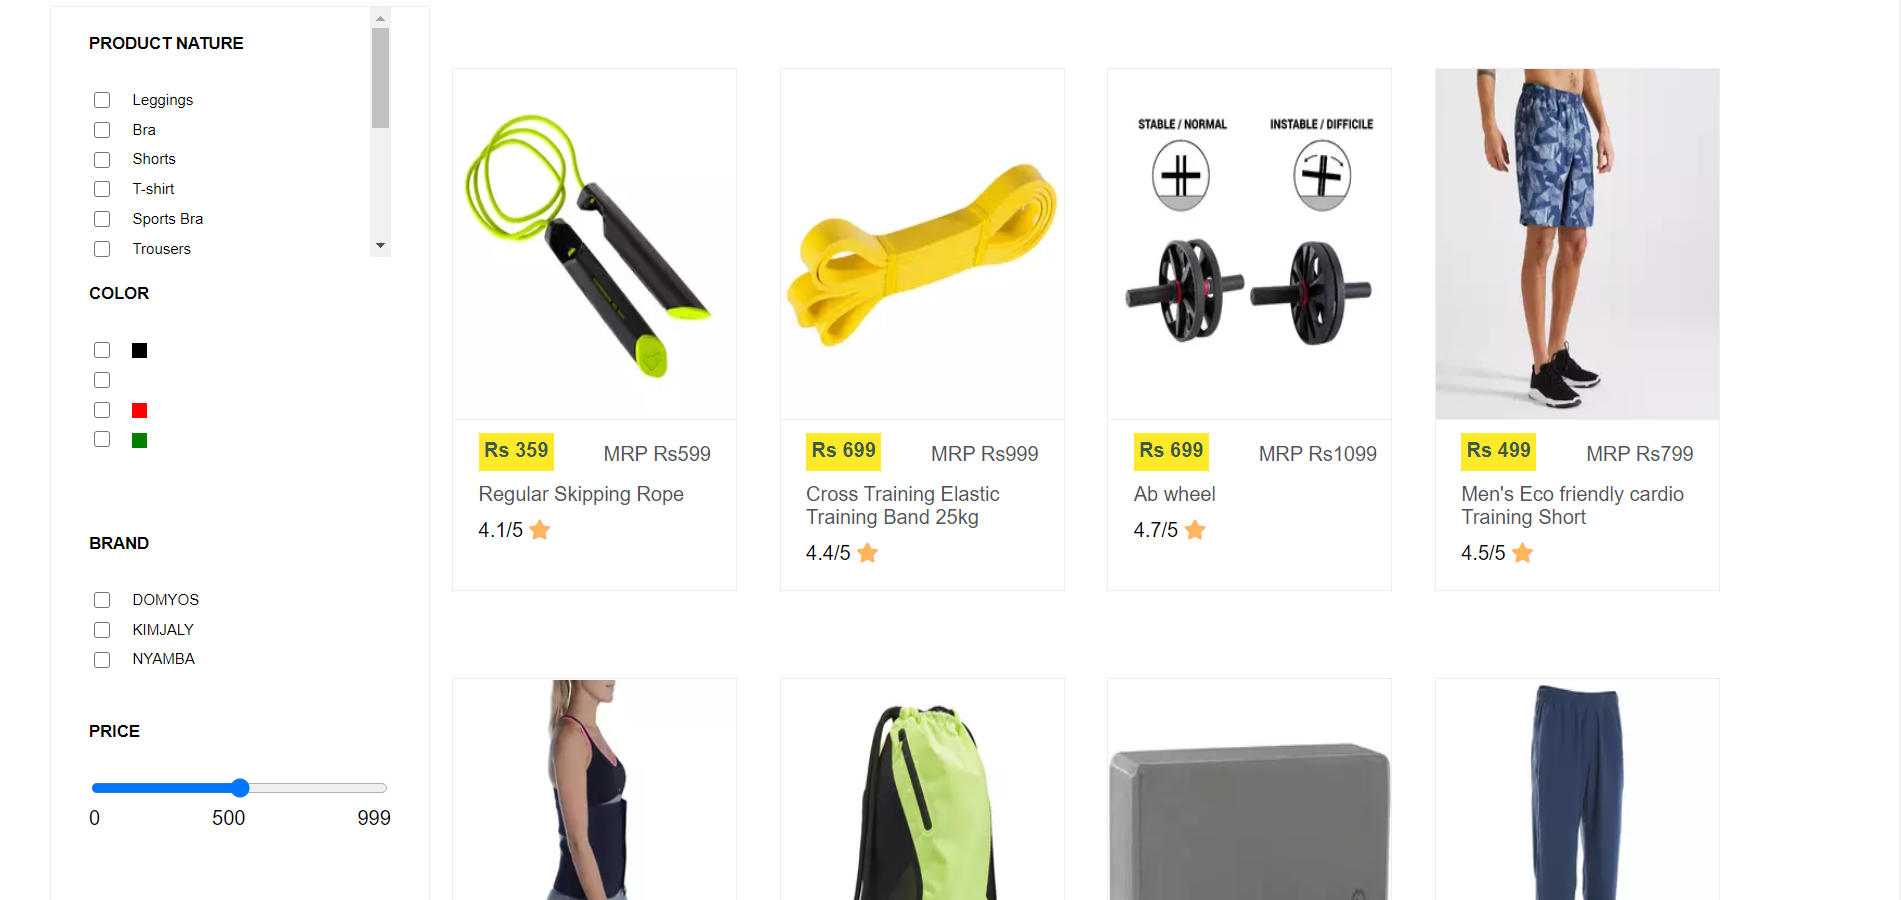 PRODUCT NATURE
Leggings
Bra
Shorts
T-shirt
Sports Bra
Trousers
COLOR
BRAND
DOMYOS
KIMJALY
NYAMBA
PRICE
0 500 999
STABLE / NORMAL INSTABLE / DIFFICILE
Rs 359 MRP Rs599
Regular Skipping Rope
4.1/5
Rs 699 MRP Rs999
Cross Training Elastic
Training Band 25kg
4.4/5
Rs 699 MRP Rs1099
Ab wheel
4.7/5
Rs 499 MRP Rs799
Men's Eco friendly cardio
Training Short
4.5/5